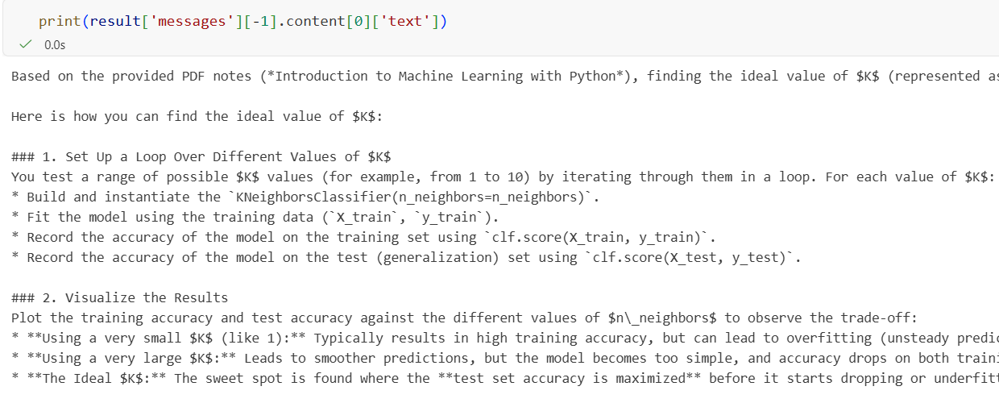 print(result['messages'][-1].content[0]['text'])
0.0s
Based on the provided PDF notes (*Introduction to Machine Learning with Python*), finding the ideal value of $K$ (represented as
Here is how you can find the ideal value of $K$:
### 1. Set Up a Loop Over Different Values of $K$
You test a range of possible $K$ values (for example, from 1 to 10) by iterating through them in a loop. For each value of $K$:
* Build and instantiate the `KNeighborsClassifier(n_neighbors=n_neighbors)`.
* Fit the model using the training data (`X_train`, `y_train`).
* Record the accuracy of the model on the training set using `clf.score(X_train, y_train)`.
* Record the accuracy of the model on the test (generalization) set using `clf.score(X_test, y_test)`.
### 2. Visualize the Results
Plot the training accuracy and test accuracy against the different values of $n\_neighbors$ to observe the trade-off:
* **Using a very small $K$ (like 1):** Typically results in high training accuracy, but can lead to overfitting (unsteady predic
* **Using a very large $K$:** Leads to smoother predictions, but the model becomes too simple, and accuracy drops on both traini
* **The Ideal $K$:** The sweet spot is found where the **test set accuracy is maximized** before it starts dropping or underfitt